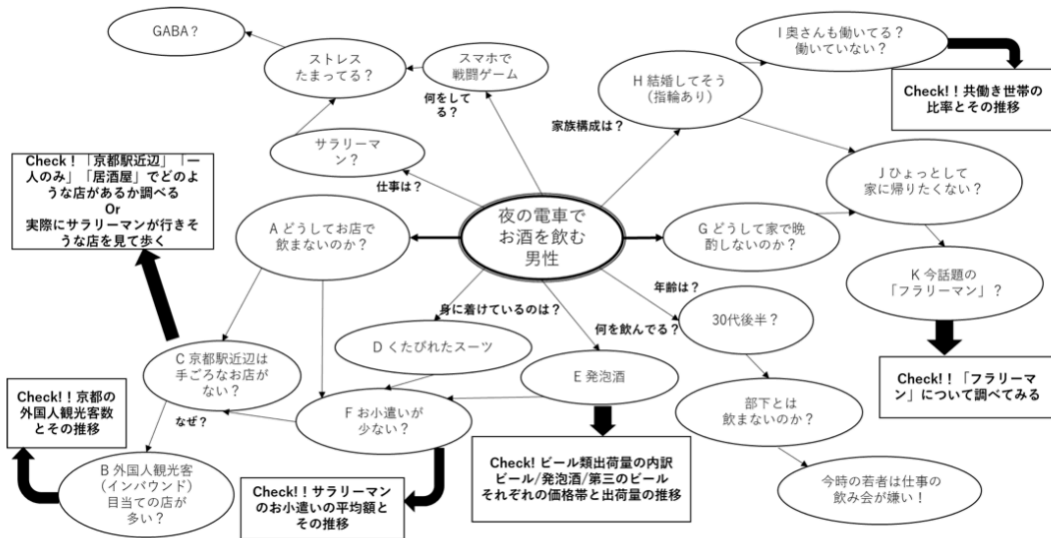 GABA？
ストレス
たまってる？
スマホで
戦闘ゲーム
何をして
る？
サラリーマ
ン？
仕事は？
I 奥さんも働いてる？
働いていない？
H 結婚してそう
（指輪あり）
家族構成は？
Check!！共働き世帯の
比率とその推移
Check！「京都駅近辺」「一
人のみ」「居酒屋」でどのよ
うな店があるか調べる
Or
実際にサラリーマンが行きそ
うな店を見て歩く
A どうしてお店で
飲まないのか？
夜の電車で
お酒を飲む
男性
G どうして家で晩
酌しないのか？
J ひょっとして
家に帰りたくない？
K 今話題の
「フラリーマン」？
年齢は？
30代後半？
身に着けているのは？
何を飲んでる？
D くたびれたスーツ
E 発泡酒
C 京都駅近辺は
手ごろなお店が
ない？
なぜ？
F お小遣いが
少ない？
部下とは
飲まないのか？
Check!！「フラリーマ
ン」について調べてみる
Check!！京都の
外国人観光客数
とその推移
B 外国人観光客
（インバウンド）
目当ての店が
多い？
Check!！サラリーマン
のお小遣いの平均額と
その推移
Check! ビール類出荷量の内訳
ビール/発泡酒/第三のビール
それぞれの価格帯と出荷量の推移
今時の若者は仕事の
飲み会が嫌い！